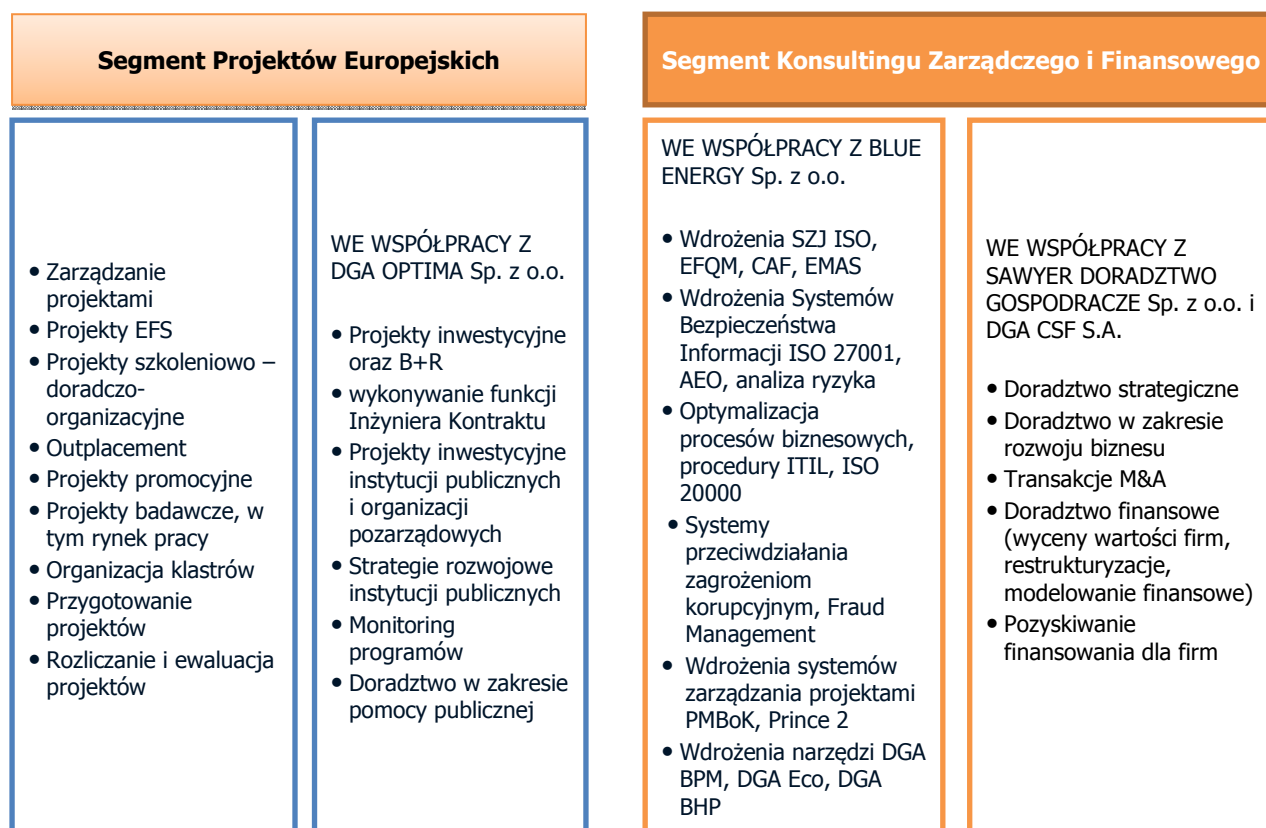 Segment Projektów Europejskich
Segment Konsultingu Zarządczego i Finansowego
• Zarządzanie
projektami
• Projekty EFS
• Projekty szkoleniowo –
doradczo-
organizacyjne
• Outplacement
• Projekty promocyjne
• Projekty badawcze, w
tym rynek pracy
• Organizacja klastrów
• Przygotowanie
projektów
• Rozliczanie i ewaluacja
projektów
WE WSPÓŁPRACY Z
DGA OPTIMA Sp. z o.o.
• Projekty inwestycyjne
oraz B+R
• wykonywanie funkcji
Inżyniera Kontraktu
• Projekty inwestycyjne
instytucji publicznych
i organizacji
pozarządowych
• Strategie rozwojowe
instytucji publicznych
• Monitoring
programów
• Doradztwo w zakresie
pomocy publicznej
WE WSPÓŁPRACY Z BLUE
ENERGY Sp. z o.o.
• Wdrożenia SZJ ISO,
EFQM, CAF, EMAS
• Wdrożenia Systemów
Bezpieczeństwa
Informacji ISO 27001,
AEO, analiza ryzyka
• Optymalizacja
procesów biznesowych,
procedury ITIL, ISO
20000
• Systemy
przeciwdziałania
zagrożeniom
korupcyjnym, Fraud
Management
• Wdrożenia systemów
zarządzania projektami
PMBoK, Prince 2
• Wdrożenia narzędzi DGA
BPM, DGA Eco, DGA
BHP
WE WSPÓŁPRACY Z
SAWYER DORADZTWO
GOSPODRACZE Sp. z o.o. i
DGA CSF S.A.
• Doradztwo strategiczne
• Doradztwo w zakresie
rozwoju biznesu
• Transakcje M&A
• Doradztwo finansowe
(wyceny wartości firm,
restrukturyzacje,
modelowanie finansowe)
• Pozyskiwanie
finansowania dla firm